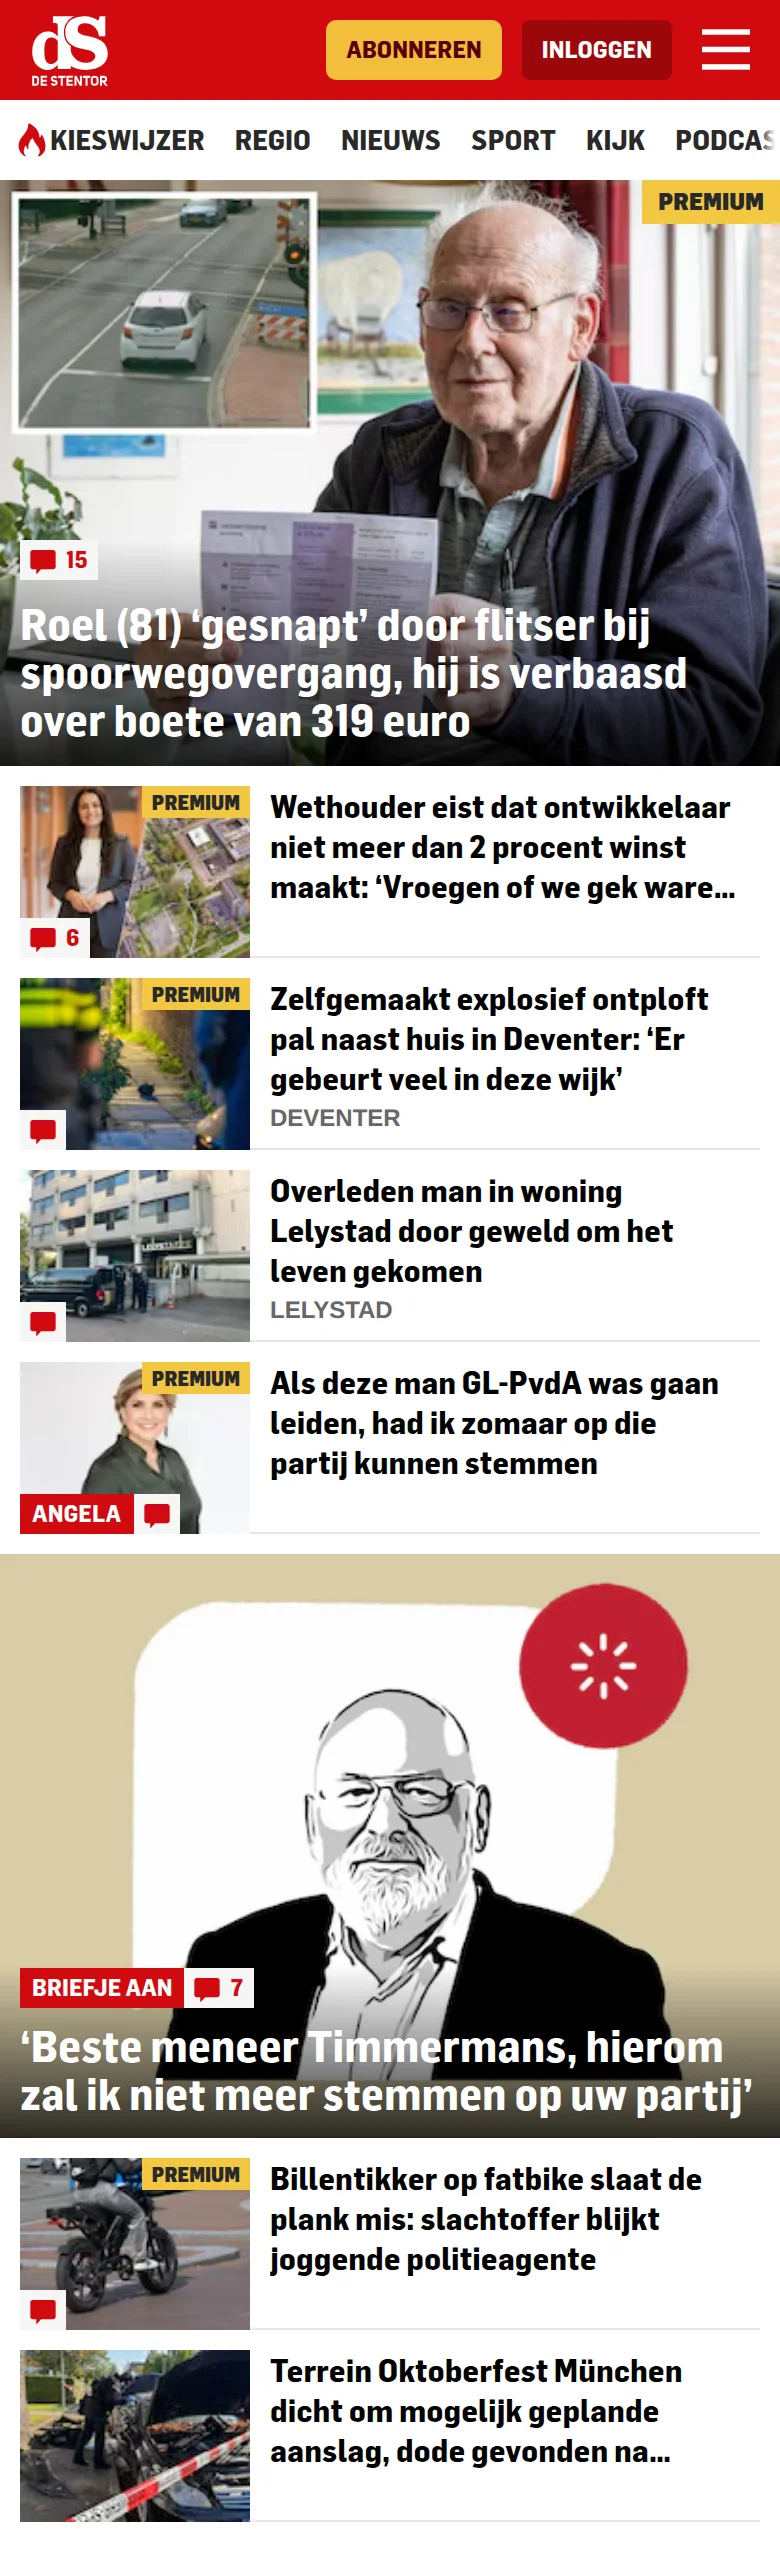 dS
DE STENTOR
ABONNEREN
INLOGGEN
KIESWIJZER REGIO NIEUWS SPORT KIJK PODCAS
PREMIUM
15
Roel (81) ‘gesnapt’ door flitser bij
spoorwegovergang, hij is verbaasd
over boete van 319 euro
PREMIUM
6
Wethouder eist dat ontwikkelaar
niet meer dan 2 procent winst
maakt: ‘Vroegen of we gek ware...
PREMIUM
Zelfgemaakt explosief ontploft
pal naast huis in Deventer: ‘Er
gebeurt veel in deze wijk’
DEVENTER
Overleden man in woning
Lelystad door geweld om het
leven gekomen
LELYSTAD
PREMIUM
ANGELA
Als deze man GL-PvdA was gaan
leiden, had ik zomaar op die
partij kunnen stemmen
BRIEFJE AAN
7
‘Beste meneer Timmermans, hierom
zal ik niet meer stemmen op uw partij’
PREMIUM
Billentikker op fatbike slaat de
plank mis: slachtoffer blijkt
joggende politieagente
Terrein Oktoberfest München
dicht om mogelijk geplande
aanslag, dode gevonden na...